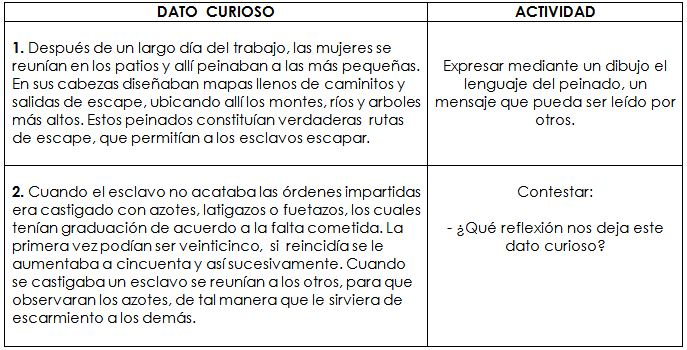 DATO CURIOSO
ACTIVIDAD
1. Después de un largo día del trabajo, las mujeres se
reunían en los patios y allí peinaban a las más pequeñas.
En sus cabezas diseñaban mapas llenos de caminitos y
salidas de escape, ubicando allí los montes, ríos y arboles
más altos. Estos peinados constituían verdaderas rutas
de escape, que permitían a los esclavos escapar.
Expresar mediante un dibujo el
lenguaje del peinado, un
mensaje que pueda ser leído por
otros.
2. Cuando el esclavo no acataba las órdenes impartidas
era castigado con azotes, latigazos o fuetazos, los cuales
tenían graduación de acuerdo a la falta cometida. La
primera vez podían ser veinticinco, si reincidía se le
aumentaba a cincuenta y así sucesivamente. Cuando
se castigaba un esclavo se reunían a los otros, para que
observaran los azotes, de tal manera que le sirviera de
escarmiento a los demás.
Contestar:
- ¿Qué reflexión nos deja este
dato curioso?